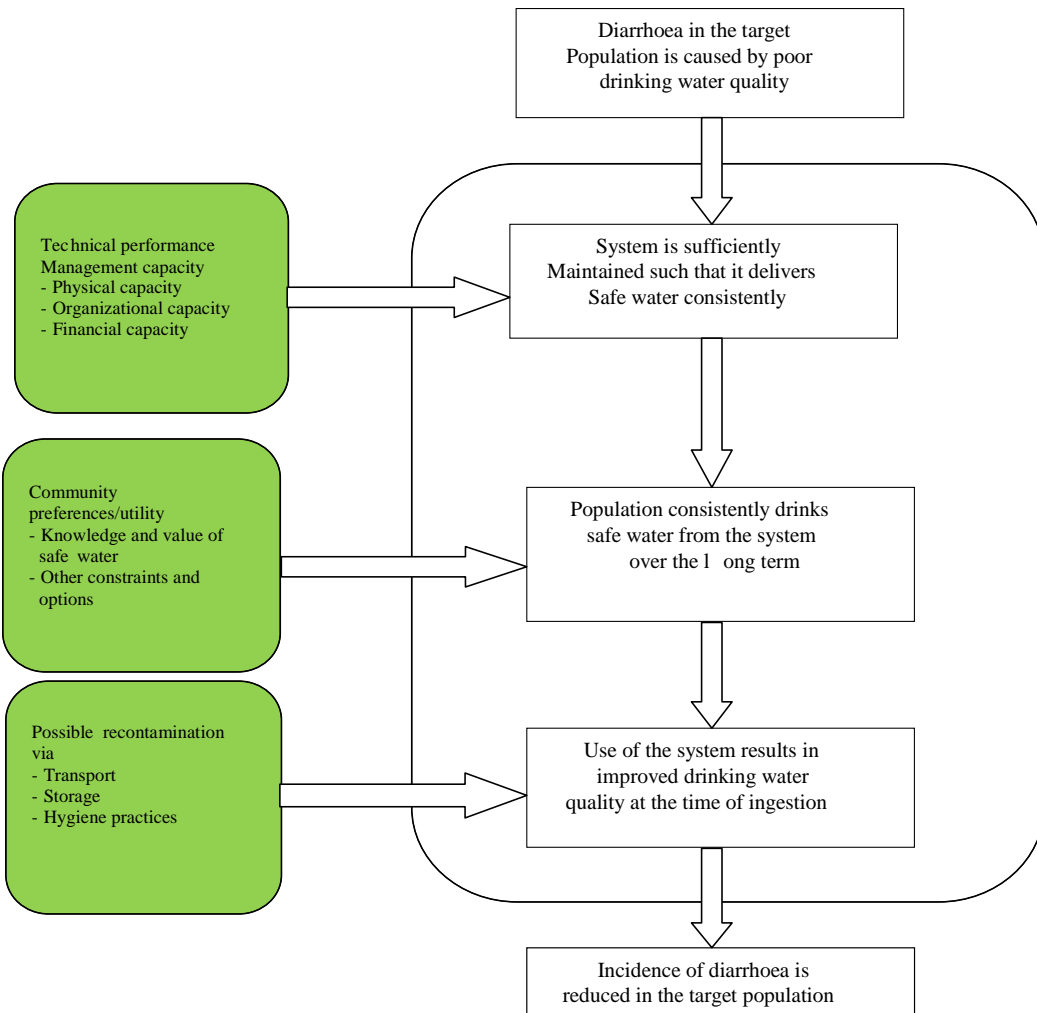 Diarrhoea in the target
Population is caused by poor
drinking water quality
Technical performance
Management capacity
- Physical capacity
- Organizational capacity
- Financial capacity
System is sufficiently
Maintained such that it delivers
Safe water consistently
Community
preferences/utility
- Knowledge and value of
safe water
- Other constraints and
options
Population consistently drinks
safe water from the system
over the l ong term
Possible recontamination
via
- Transport
- Storage
- Hygiene practices
Use of the system results in
improved drinking water
quality at the time of ingestion
Incidence of diarrhoea is
reduced in the target population